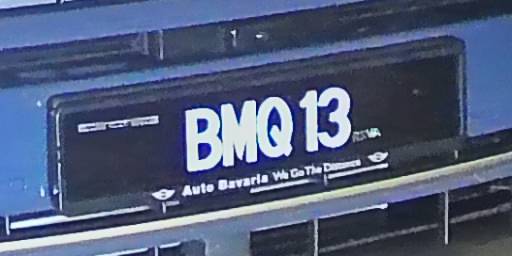 BMQ 13
Auto Bavaria We Go The Distance